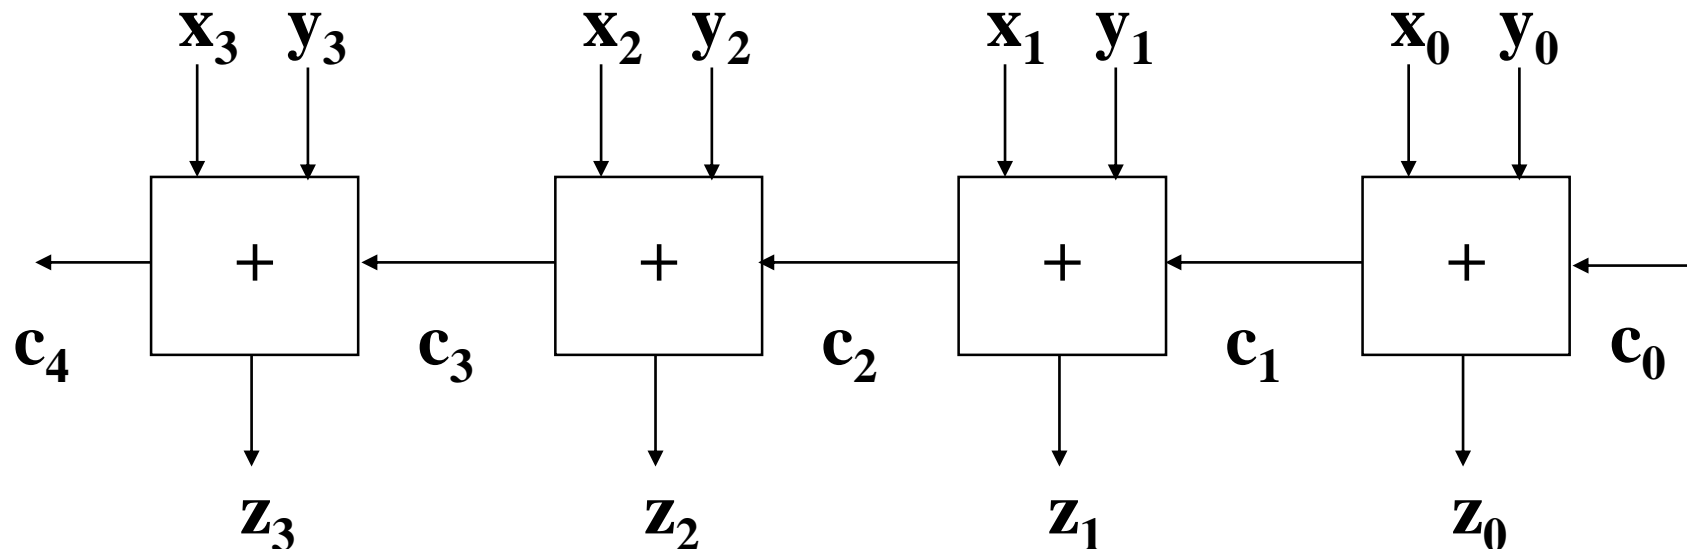 x₃ y₃ x₂ y₂ x₁ y₁ x₀ y₀
+ + + +
c₄ c₃ c₂ c₁ c₀
z₃ z₂ z₁ z₀